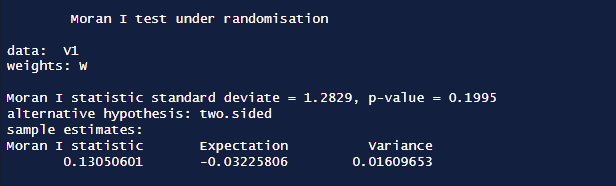 Moran I test under randomisation
data:  V1
weights: W
Moran I statistic standard deviate = 1.2829, p-value = 0.1995
alternative hypothesis: two.sided
sample estimates:
Moran I statistic       Expectation          Variance
       0.13050601       -0.03225806        0.01609653